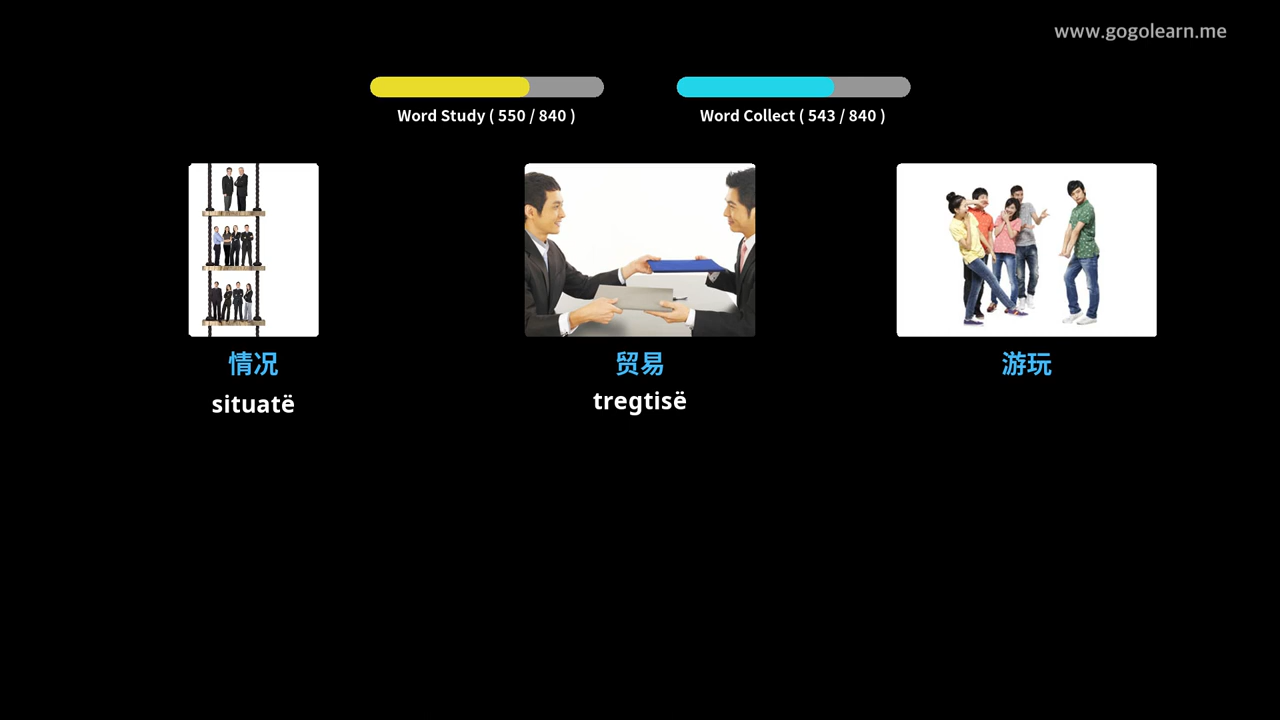 www.gogolearn.me
Word Study ( 550 / 840 )
Word Collect ( 543 / 840 )
情况
贸易
游玩
situatë
tregtisë